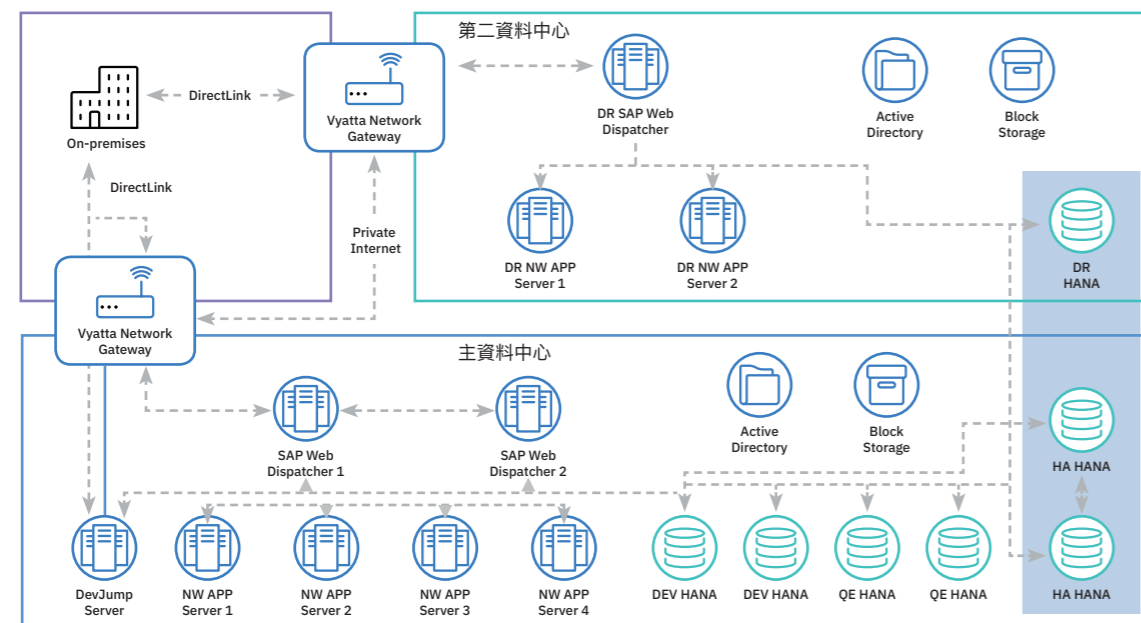 第二資料中心
On-premises
DirectLink
DirectLink
Vyatta Network
Gateway
DR SAP Web
Dispatcher
Active
Directory
Block
Storage
Private
Internet
DR NW APP
Server 1
DR NW APP
Server 2
DR
HANA
Vyatta Network
Gateway
主資料中心
SAP Web
Dispatcher 1
SAP Web
Dispatcher 2
Active
Directory
Block
Storage
HA HANA
DevJump
Server
NW APP
Server 1
NW APP
Server 2
NW APP
Server 3
NW APP
Server 4
DEV HANA
DEV HANA
QE HANA
QE HANA
HA HANA